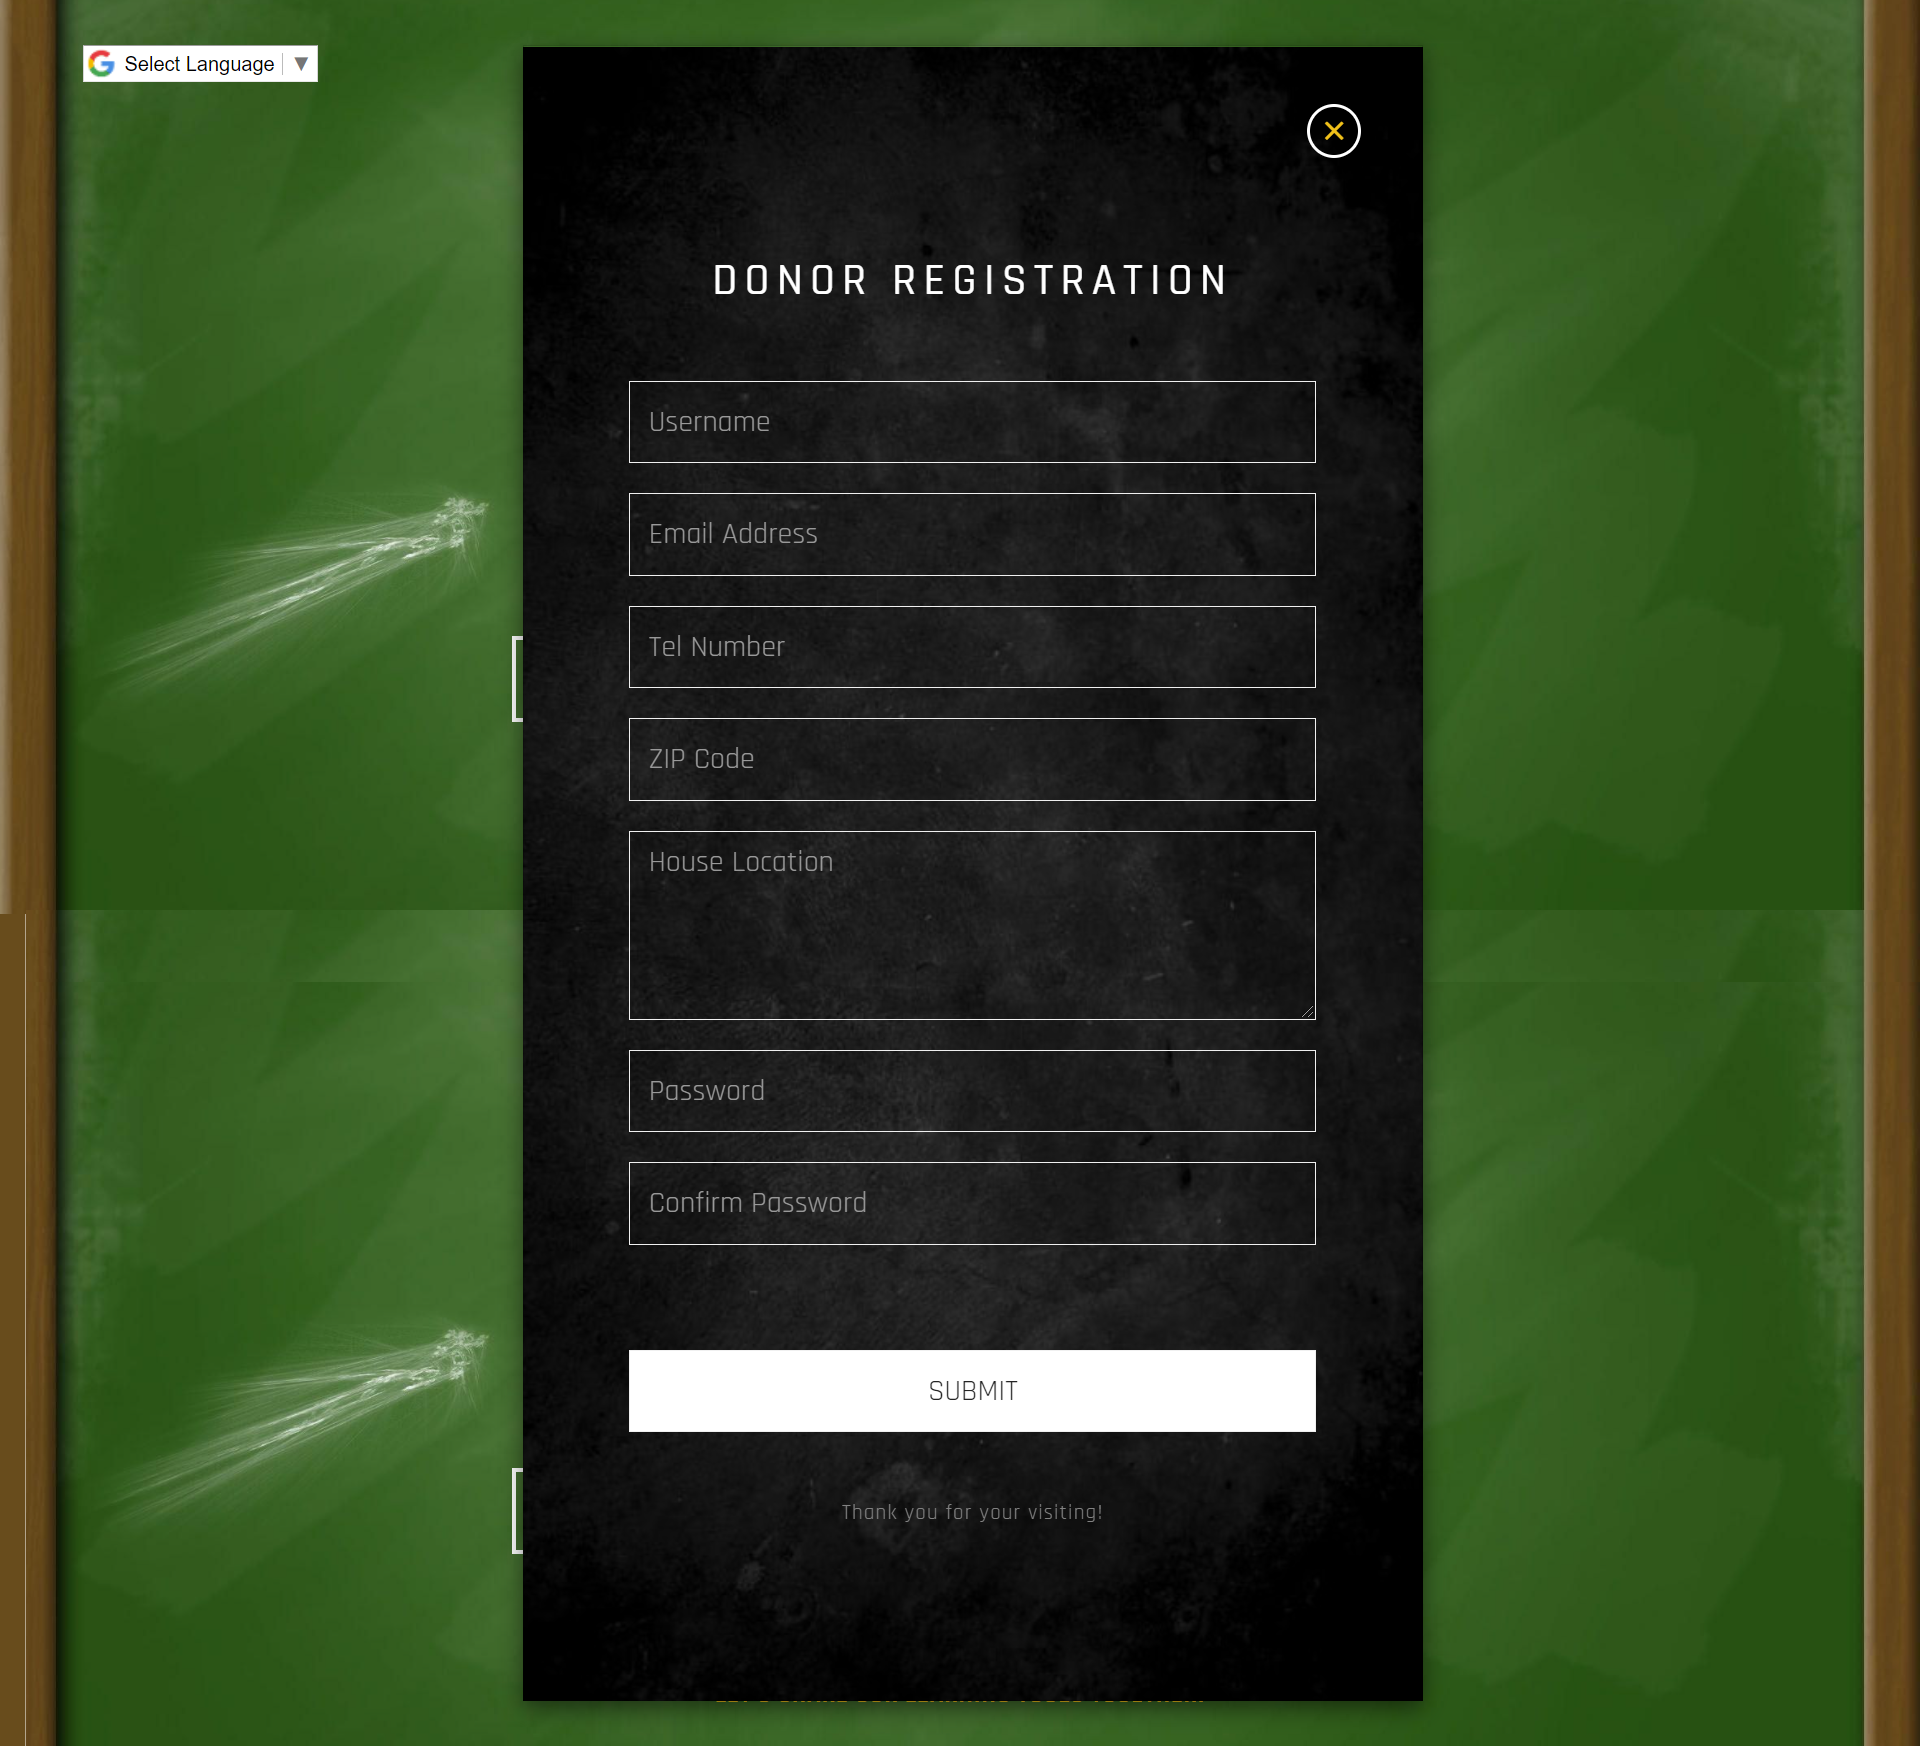 Select Language ▼
DONOR REGISTRATION
Username
Email Address
Tel Number
ZIP Code
House Location
Password
Confirm Password
SUBMIT
Thank you for your visiting!